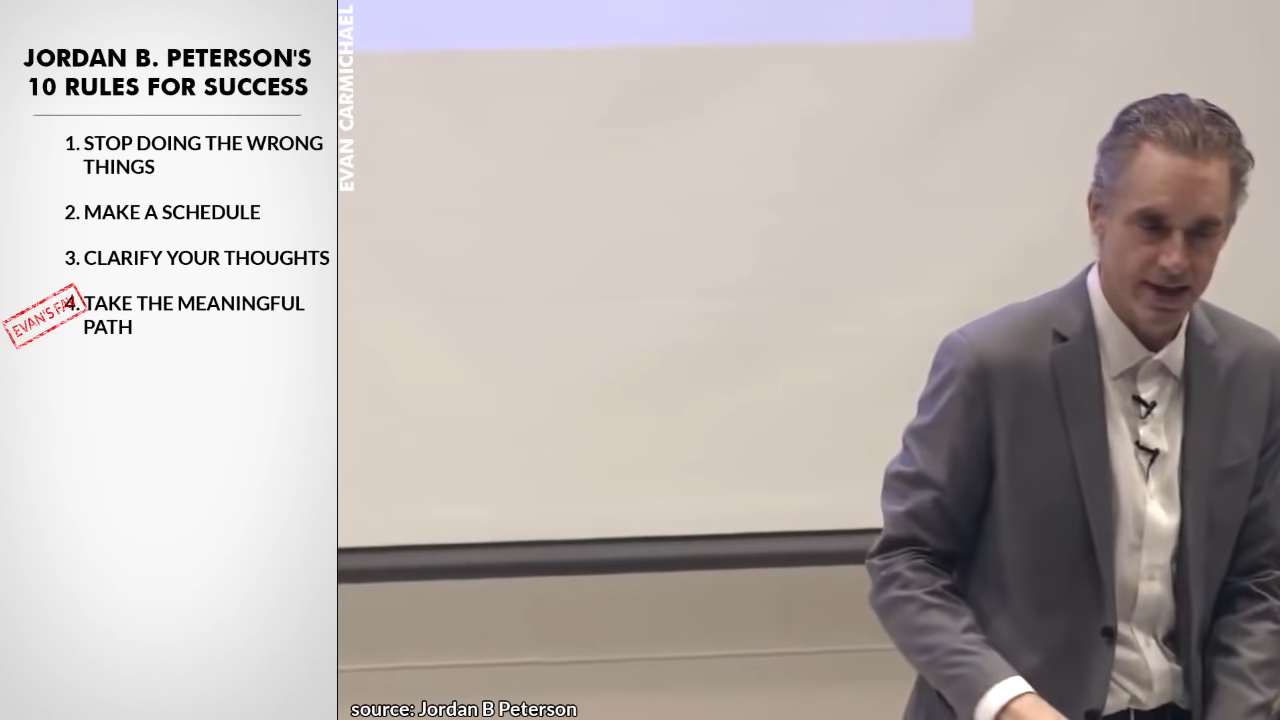 JORDAN B. PETERSON'S
10 RULES FOR SUCCESS
1. STOP DOING THE WRONG
THINGS
2. MAKE A SCHEDULE
3. CLARIFY YOUR THOUGHTS
4. TAKE THE MEANINGFUL
PATH
EVAN'S
EVAN CARMICHAEL
source: Jordan B Peterson